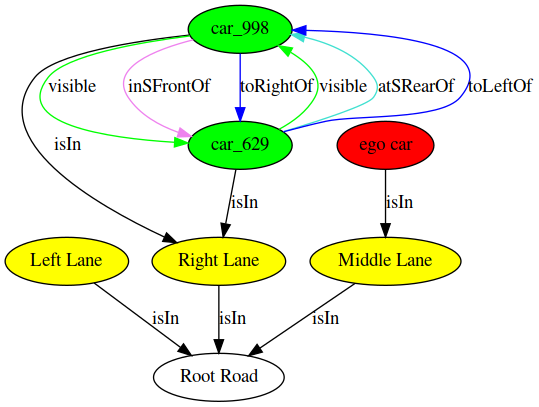 car_998
visible
inSFrontOf
toRightOf
visible
atSRearOf
toLeftOf
isIn
car_629
ego car
isIn
isIn
Left Lane
Right Lane
Middle Lane
isIn
isIn
isIn
Root Road